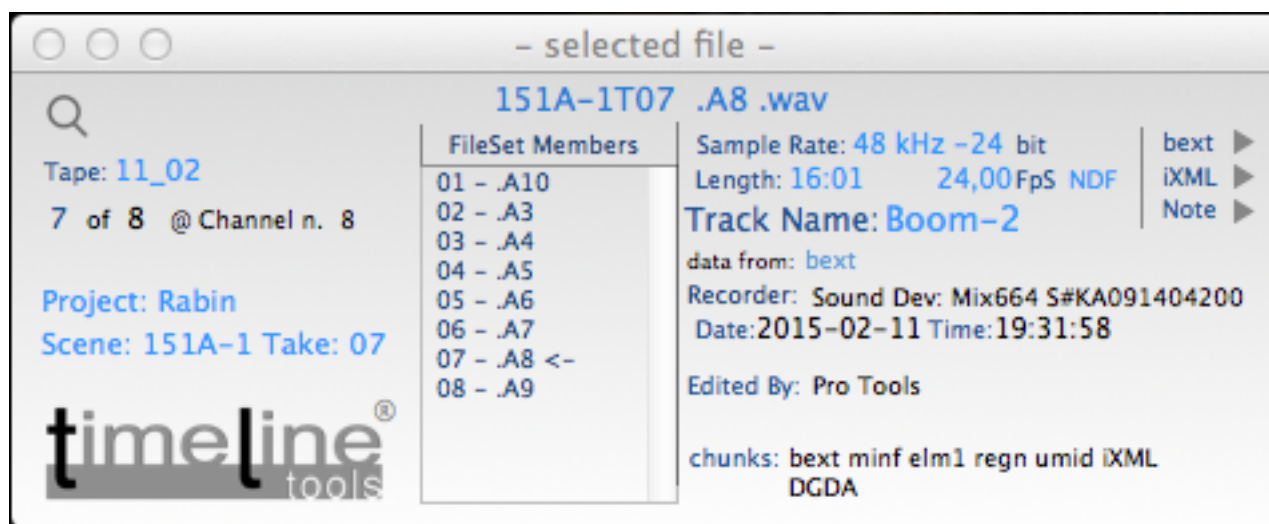 – selected file –
151A-1T07 .A8 .wav
Tape: 11_02
7 of 8 @ Channel n. 8
Project: Rabin
Scene: 151A-1 Take: 07
timeline®
tools
FileSet Members
01 - .A10
02 - .A3
03 - .A4
04 - .A5
05 - .A6
06 - .A7
07 - .A8 <-
08 - .A9
Sample Rate: 48 kHz -24 bit
Length: 16:01 24,00 FpS NDF
Track Name: Boom-2
data from: bext
Recorder: Sound Dev: Mix664 S#KA091404200
Date:2015-02-11 Time:19:31:58
Edited By: Pro Tools
chunks: bext minf elm1 regn umid iXML
DGDA
bext
iXML
Note